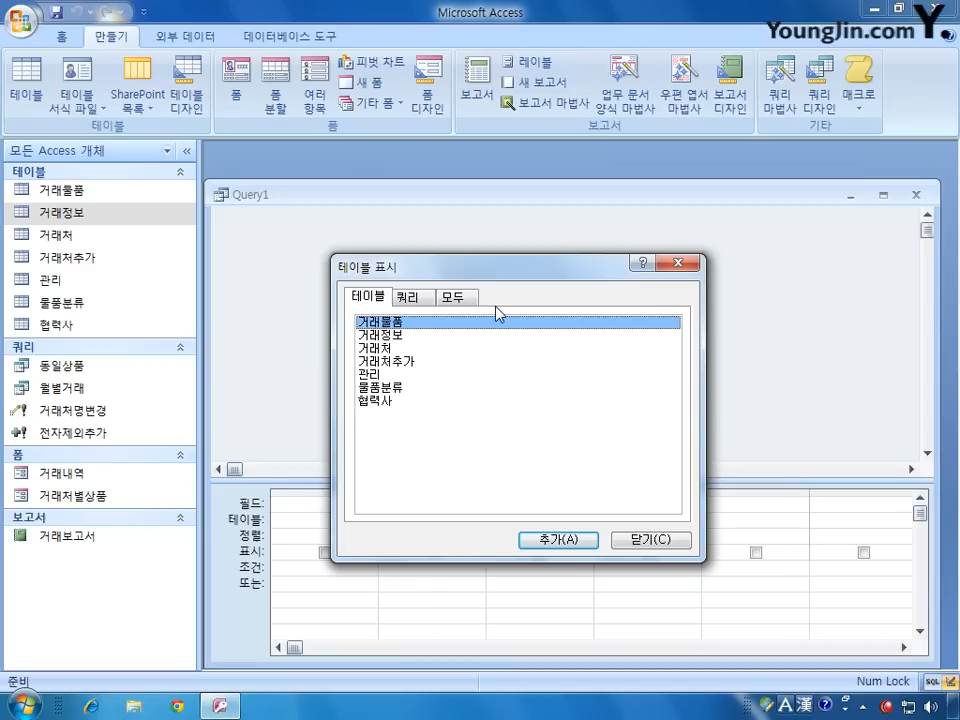 Microsoft Access
YoungJin.com Y.
홈 만들기 외부 데이터 데이터베이스 도구
테이블
테이블 서식 파일
SharePoint 목록
테이블 디자인
테이블
폼
폼 분할
여러 항목
피벗 차트
새 폼
기타 폼
폼 디자인
폼
보고서
레이블
새 보고서
보고서 마법사
업무 문서 양식 마법사
우편 엽서 마법사
보고서 디자인
보고서
쿼리 마법사
쿼리 디자인
매크로
기타
모든 Access 개체
테이블
거래물품
거래정보
거래처
거래처추가
관리
물품분류
협력사
쿼리
동일상품
월별거래
거래처명변경
전자제외추가
폼
거래내역
거래처별상품
보고서
거래보고서
Query1
테이블 표시
테이블 쿼리 모두
거래물품
거래정보
거래처
거래처추가
관리
물품분류
협력사
추가(A) 닫기(C)
필드:
테이블:
정렬:
표시:
조건:
또는:
준비
Num Lock
SQL
A 漢